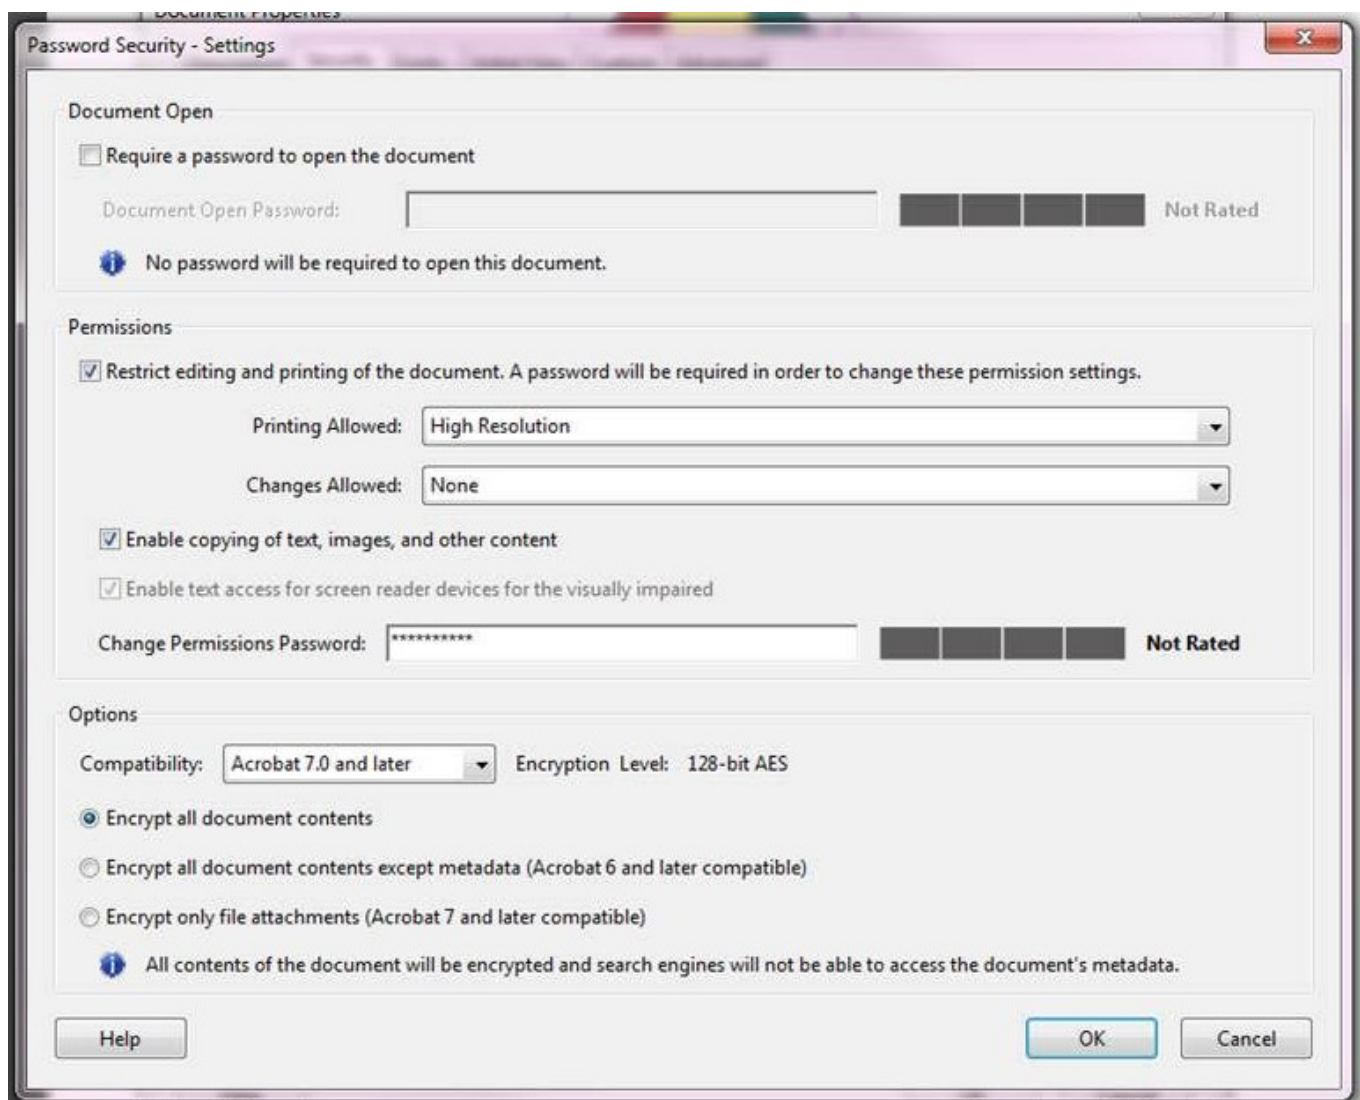 Document Properties
Password Security - Settings
Document Open
Require a password to open the document
Document Open Password:
Not Rated
No password will be required to open this document.
Permissions
Restrict editing and printing of the document. A password will be required in order to change these permission settings.
Printing Allowed: High Resolution
Changes Allowed: None
Enable copying of text, images, and other content
Enable text access for screen reader devices for the visually impaired
Change Permissions Password: ********** Not Rated
Options
Compatibility: Acrobat 7.0 and later Encryption Level: 128-bit AES
Encrypt all document contents
Encrypt all document contents except metadata (Acrobat 6 and later compatible)
Encrypt only file attachments (Acrobat 7 and later compatible)
All contents of the document will be encrypted and search engines will not be able to access the document's metadata.
Help OK Cancel